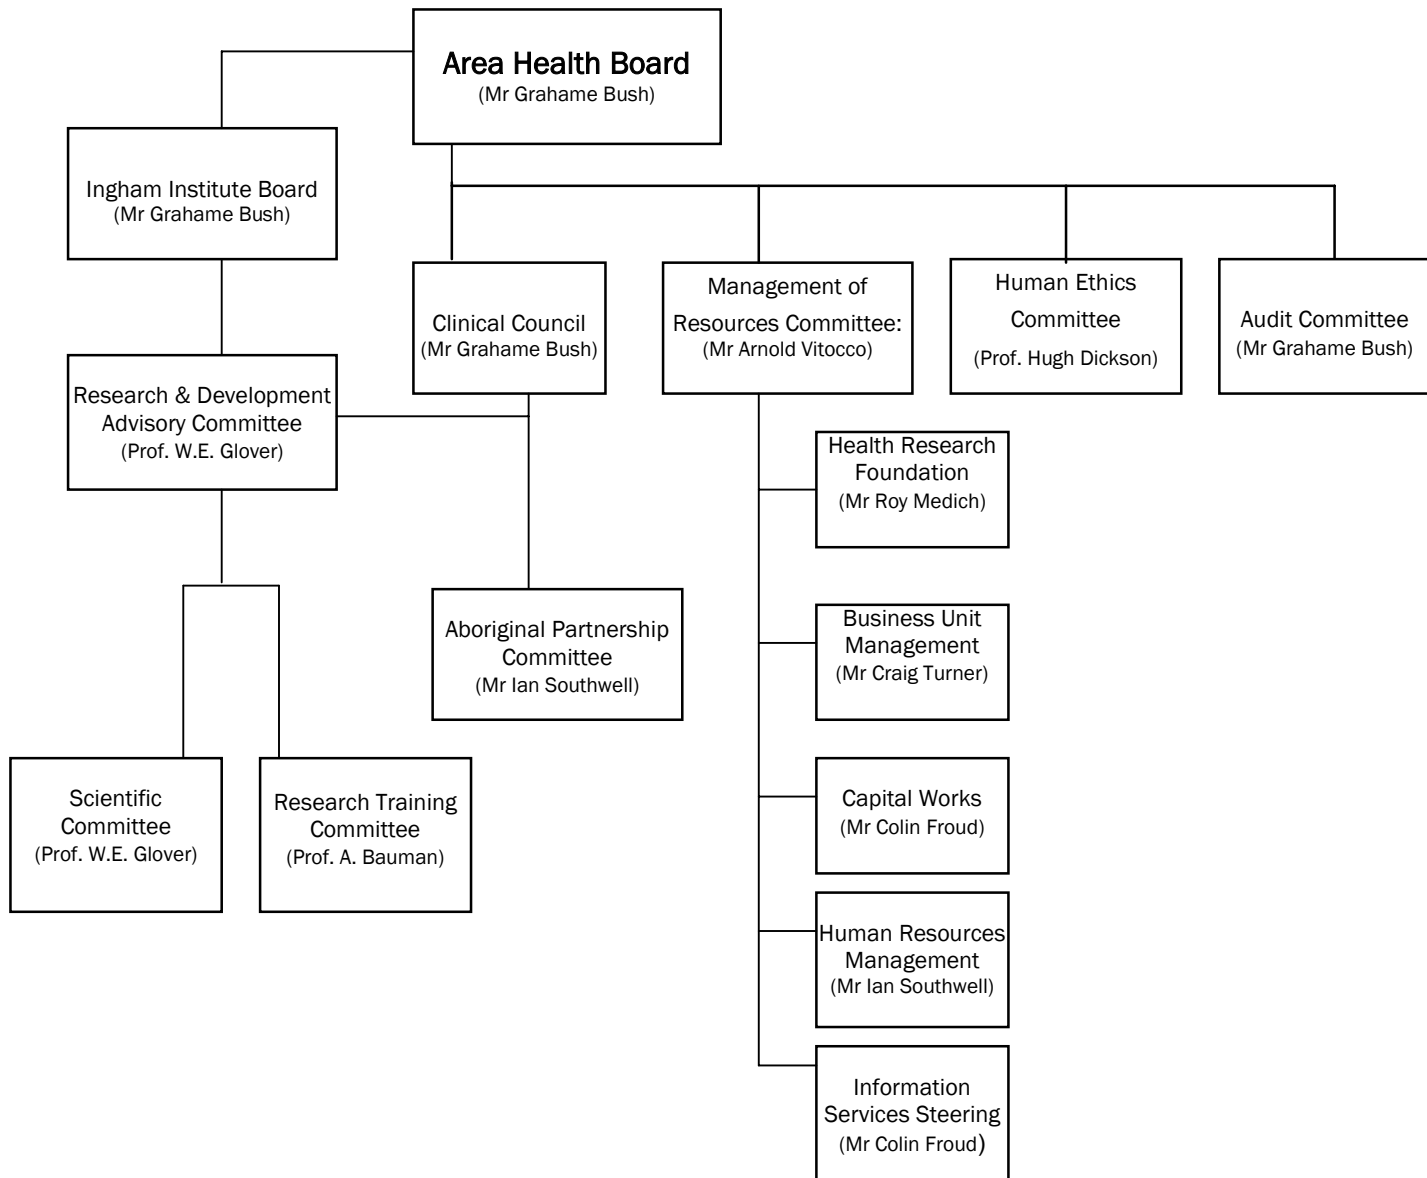 Area Health Board
(Mr Grahame Bush)
Ingham Institute Board
(Mr Grahame Bush)
Clinical Council
(Mr Grahame Bush)
Management of
Resources Committee:
(Mr Arnold Vitocco)
Human Ethics
Committee
(Prof. Hugh Dickson)
Audit Committee
(Mr Grahame Bush)
Research & Development
Advisory Committee
(Prof. W.E. Glover)
Health Research
Foundation
(Mr Roy Medich)
Aboriginal Partnership
Committee
(Mr Ian Southwell)
Business Unit
Management
(Mr Craig Turner)
Scientific
Committee
(Prof. W.E. Glover)
Research Training
Committee
(Prof. A. Bauman)
Capital Works
(Mr Colin Froud)
Human Resources
Management
(Mr Ian Southwell)
Information
Services Steering
(Mr Colin Froud)